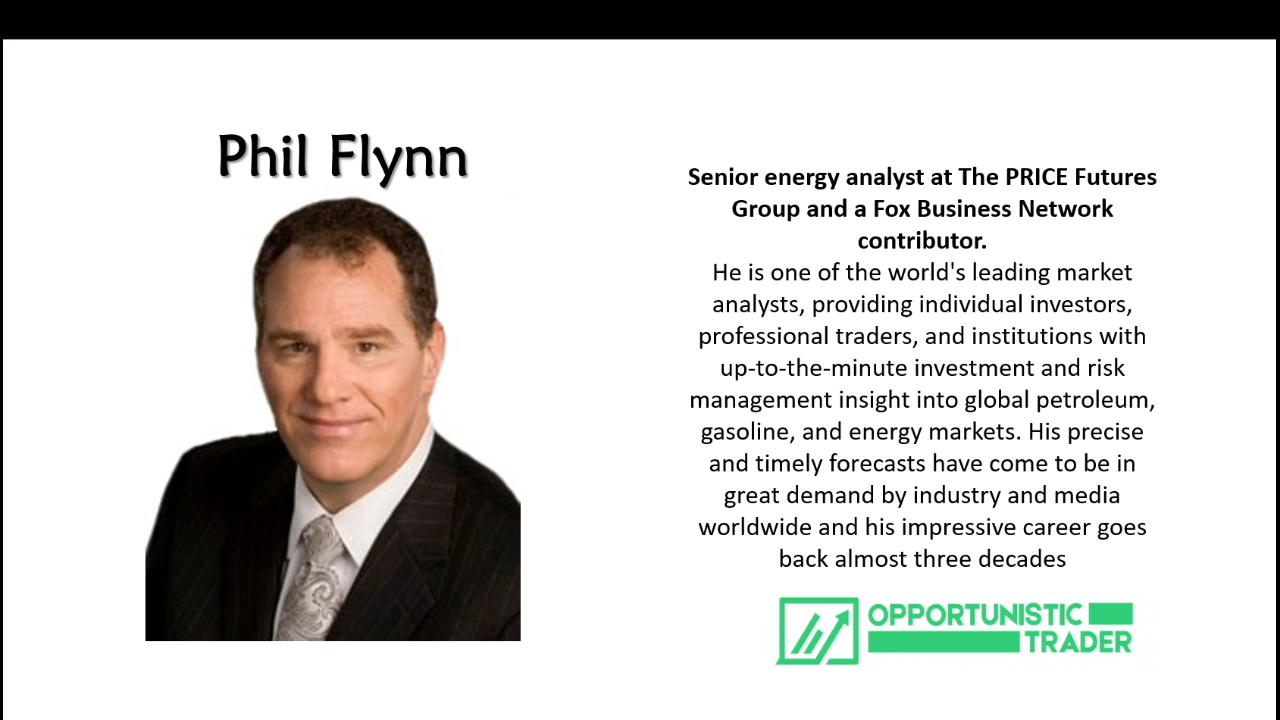 Phil Flynn
Senior energy analyst at The PRICE Futures
Group and a Fox Business Network
contributor.
He is one of the world's leading market
analysts, providing individual investors,
professional traders, and institutions with
up-to-the-minute investment and risk
management insight into global petroleum,
gasoline, and energy markets. His precise
and timely forecasts have come to be in
great demand by industry and media
worldwide and his impressive career goes
back almost three decades
OPPORTUNISTIC
TRADER